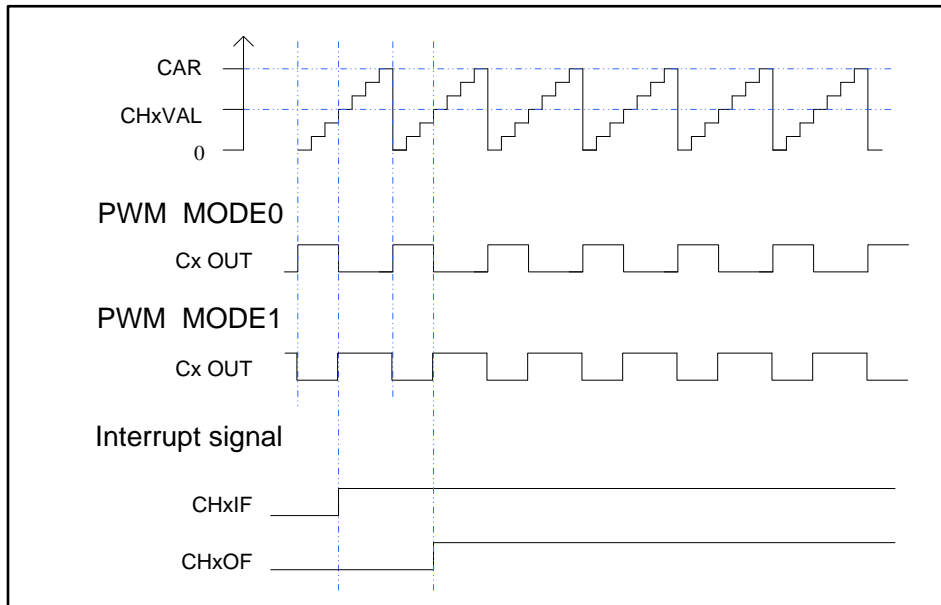 CAR
CHxVAL
0
PWM MODE0
Cx OUT
PWM MODE1
Cx OUT
Interrupt signal
CHxIF
CHxOF